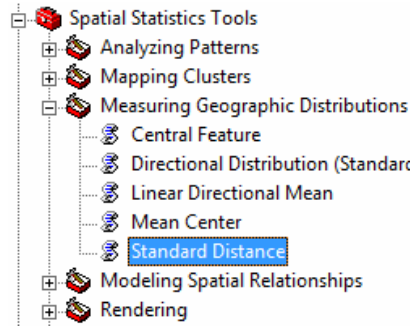 Spatial Statistics Tools
Analyzing Patterns
Mapping Clusters
Measuring Geographic Distributions
Central Feature
Directional Distribution (Standard
Linear Directional Mean
Mean Center
Standard Distance
Modeling Spatial Relationships
Rendering